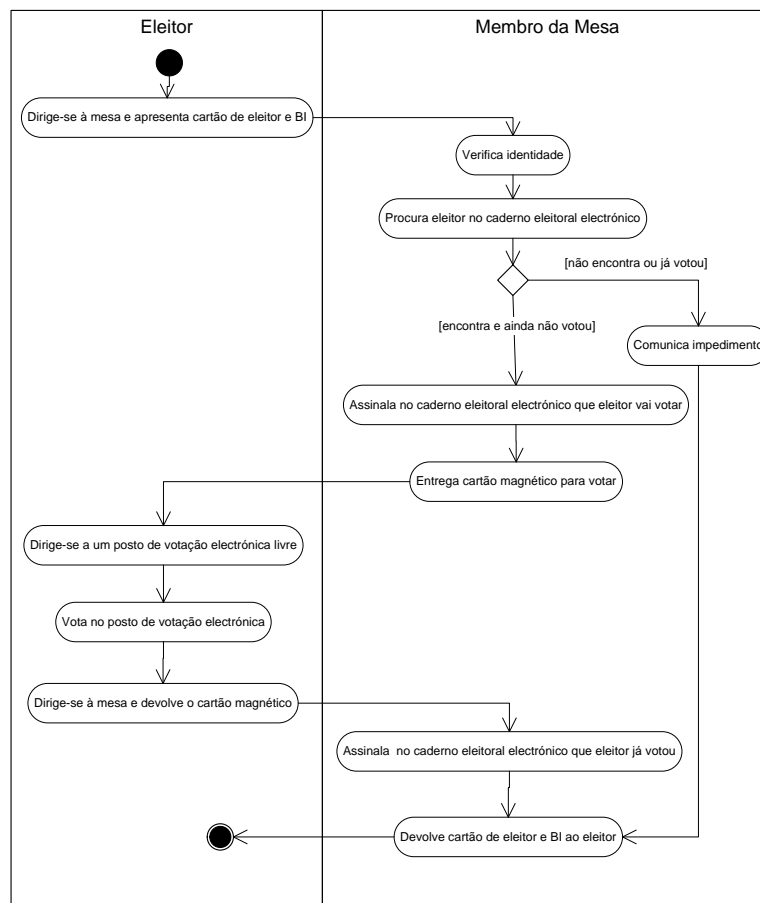 Eleitor
Membro da Mesa
Dirige-se à mesa e apresenta cartão de eleitor e BI
Verifica identidade
Procura eleitor no caderno eleitoral electrónico
[não encontra ou já votou]
[encontra e ainda não votou]
Comunica impedimento
Assinala no caderno eleitoral electrónico que eleitor vai votar
Entrega cartão magnético para votar
Dirige-se a um posto de votação electrónica livre
Vota no posto de votação electrónica
Dirige-se à mesa e devolve o cartão magnético
Assinala no caderno eleitoral electrónico que eleitor já votou
Devolve cartão de eleitor e BI ao eleitor